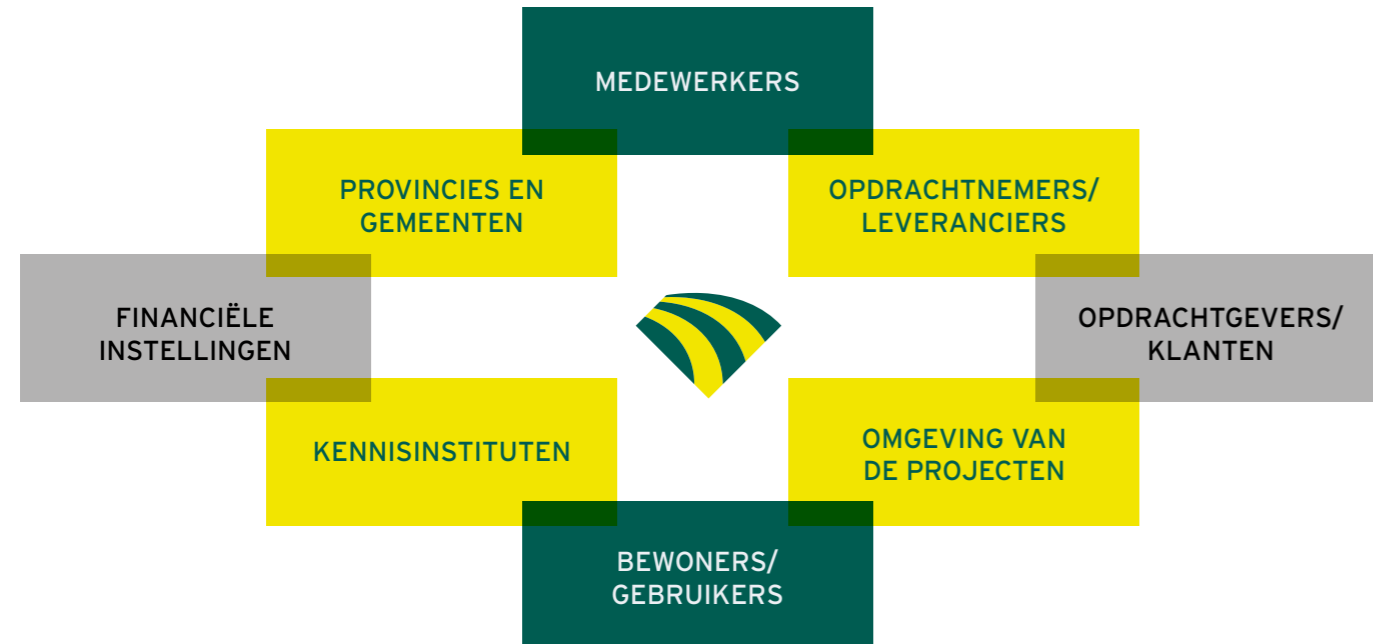 MEDEWERKERS
PROVINCIES EN
GEMEENTEN
OPDRACHTNEMERS/
LEVERANCIERS
FINANCIËLE
INSTELLINGEN
OPDRACHTGEVERS/
KLANTEN
KENNISINSTITUTEN
OMGEVING VAN
DE PROJECTEN
BEWONERS/
GEBRUIKERS